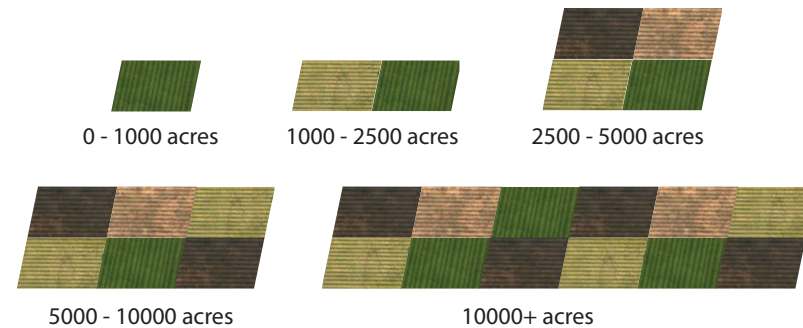 0 - 1000 acres
1000 - 2500 acres
2500 - 5000 acres
5000 - 10000 acres
10000+ acres